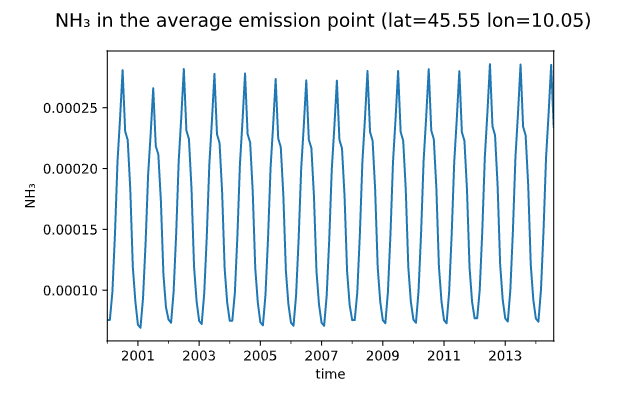 NH₃ in the average emission point (lat=45.55 lon=10.05)
0.00025
0.00020
0.00015
0.00010
NH₃
2001 2003 2005 2007 2009 2011 2013
time